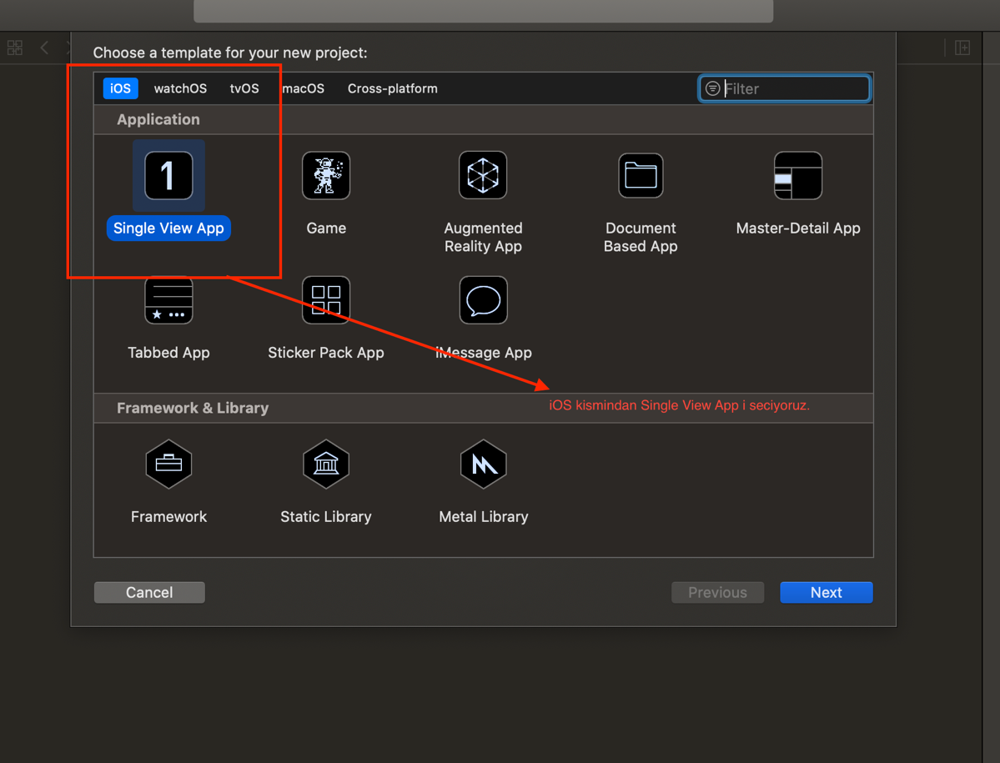 Choose a template for your new project:
iOS watchOS tvOS macOS Cross-platform Filter
Application
1
Single View App Game Augmented Reality App Document Based App Master-Detail App
Tabbed App Sticker Pack App iMessage App
Framework & Library
iOS kismindan Single View App i seciyoruz.
Framework Static Library Metal Library
Cancel Previous Next